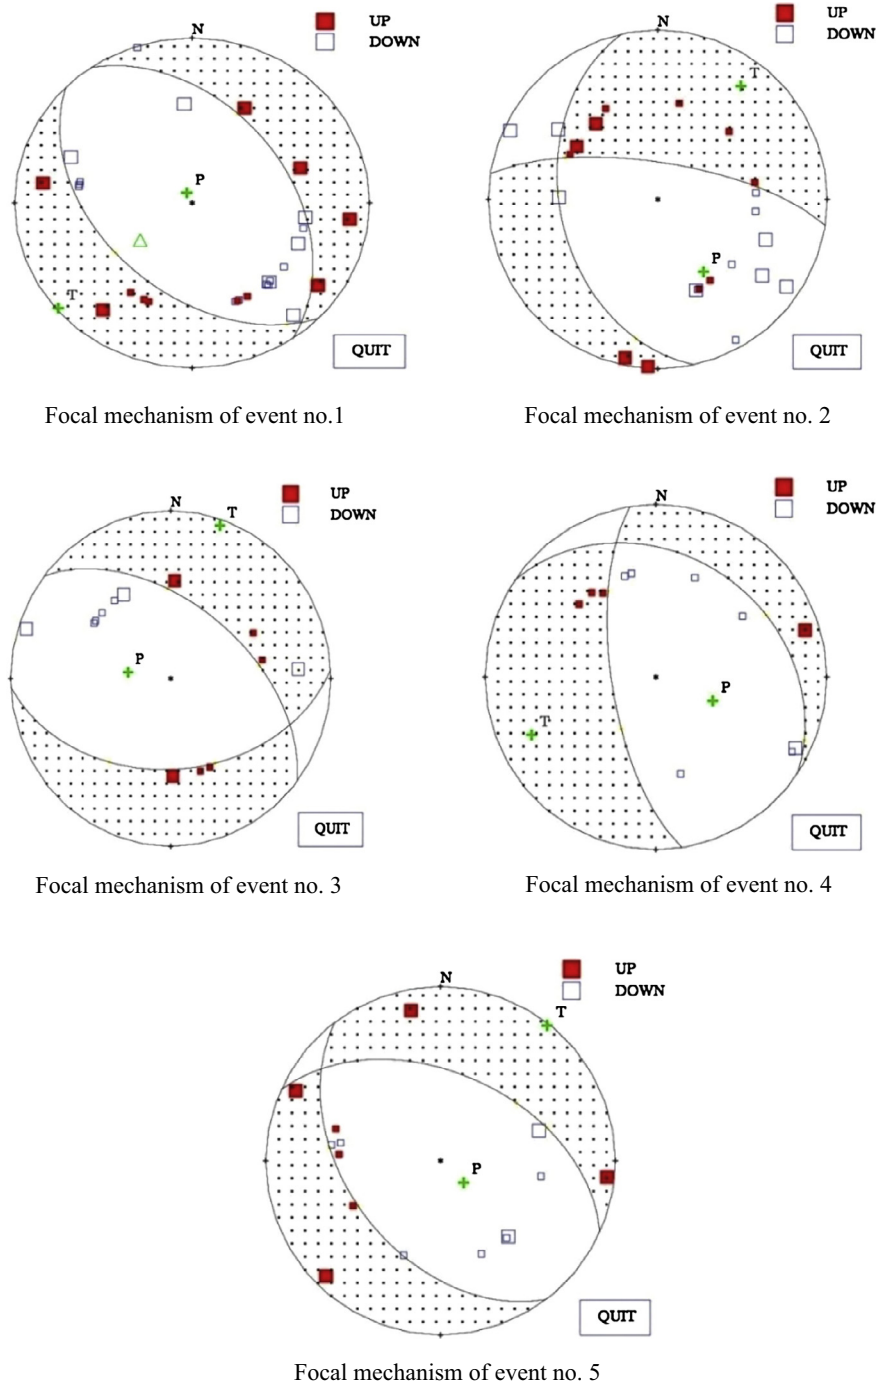 N
UP
DOWN
P
T
QUIT
Focal mechanism of event no.1
N
UP
DOWN
T
P
QUIT
Focal mechanism of event no. 2
N
T
UP
DOWN
P
QUIT
Focal mechanism of event no. 3
N
UP
DOWN
P
T
QUIT
Focal mechanism of event no. 4
N
UP
DOWN
T
P
QUIT
Focal mechanism of event no. 5